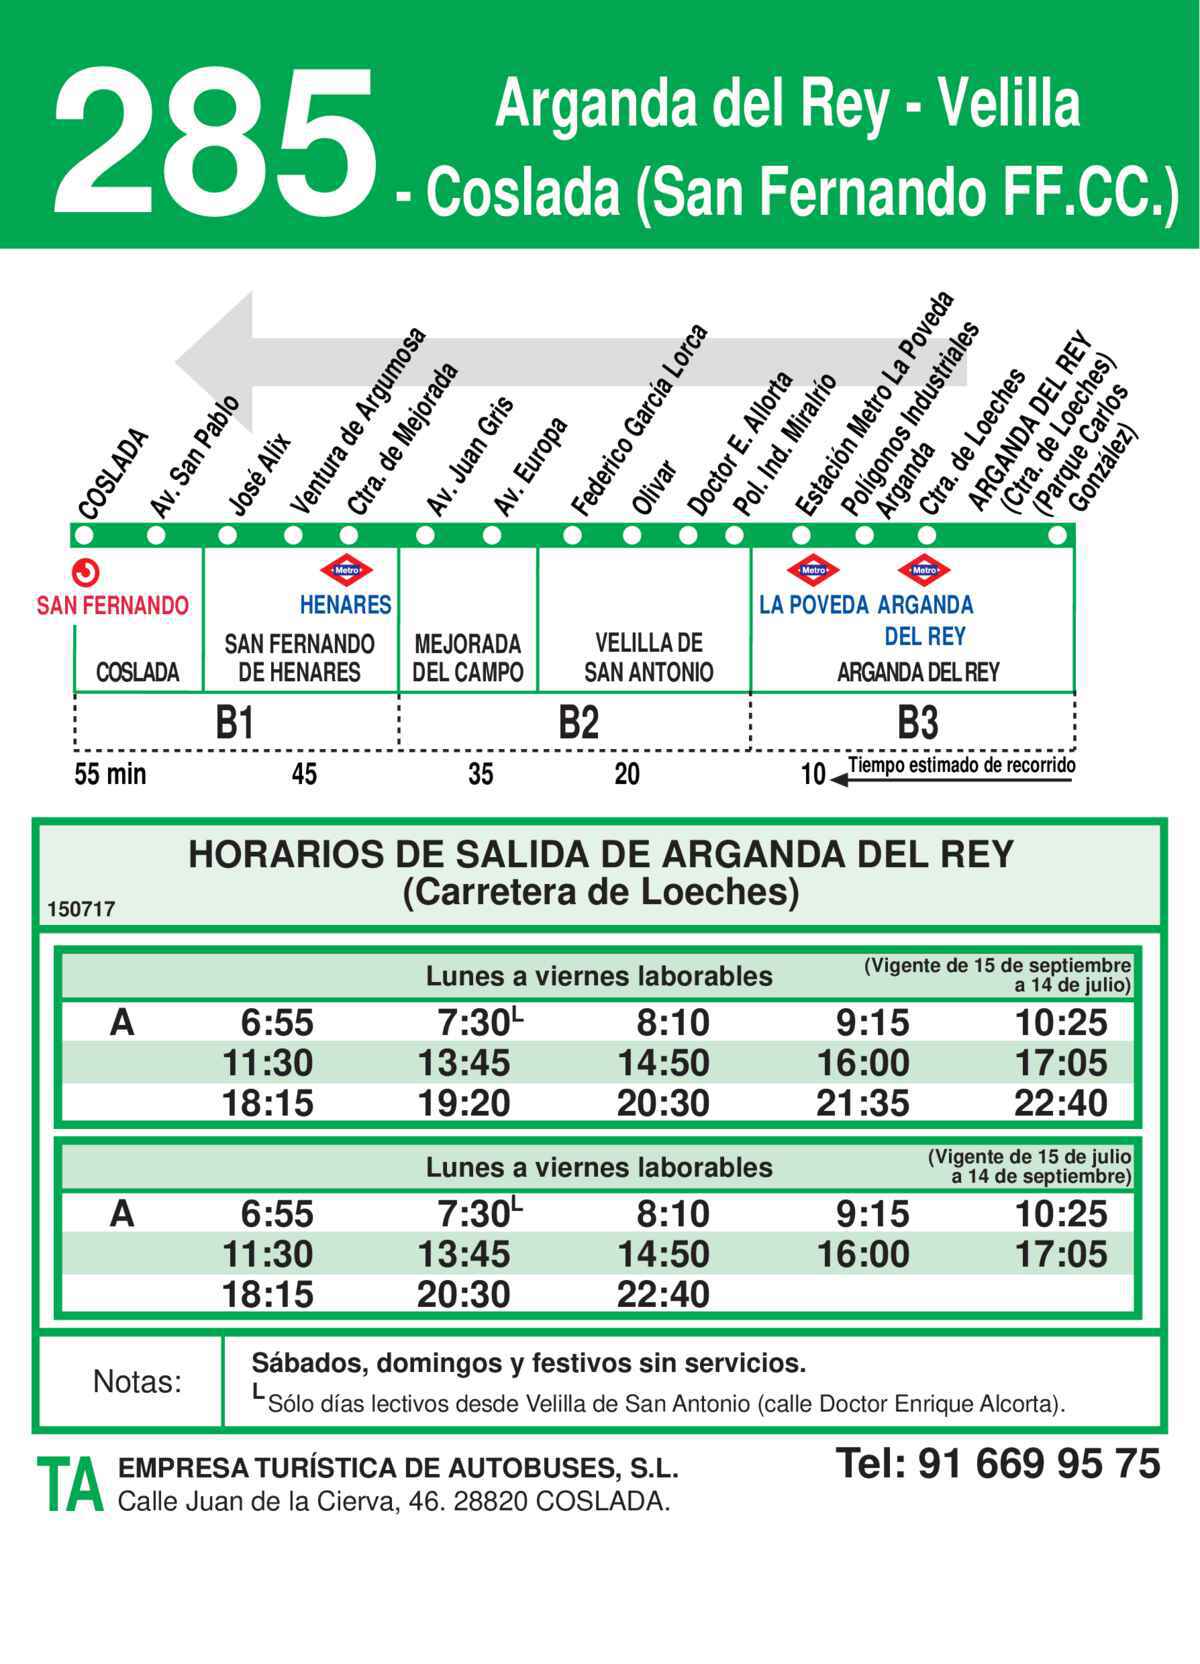 285
Arganda del Rey - Velilla
- Coslada (San Fernando FF.CC.)
COSLADA
Av. San Pablo
José Alix
Ventura de Argumosa
Ctra. de Mejorada
Av. Juan Gris
Av. Europa
Federico García Lorca
Olivar
Doctor E. Allorta
Pol. Ind. Miralrío
Estación Metro La Poveda
Polígonos Industriales
Arganda
Ctra. de Loeches
ARGANDA DEL REY
(Ctra. de Loeches)
(Parque Carlos
González)
Metro
Metro
Metro
SAN FERNANDO
HENARES
LA POVEDA
ARGANDA
DEL REY
COSLADA
SAN FERNANDO
DE HENARES
MEJORADA
DEL CAMPO
VELILLA DE
SAN ANTONIO
ARGANDA DEL REY
B1
B2
B3
55 min 45 35 20 10
Tiempo estimado de recorrido
HORARIOS DE SALIDA DE ARGANDA DEL REY
(Carretera de Loeches)
150717
Lunes a viernes laborables
(Vigente de 15 de septiembre
a 14 de julio)
A 6:55 7:30L 8:10 9:15 10:25
11:30 13:45 14:50 16:00 17:05
18:15 19:20 20:30 21:35 22:40
Lunes a viernes laborables
(Vigente de 15 de julio
a 14 de septiembre)
A 6:55 7:30L 8:10 9:15 10:25
11:30 13:45 14:50 16:00 17:05
18:15 20:30 22:40
Notas:
Sábados, domingos y festivos sin servicios.
L Sólo días lectivos desde Velilla de San Antonio (calle Doctor Enrique Alcorta).
TA
EMPRESA TURÍSTICA DE AUTOBUSES, S.L.
Calle Juan de la Cierva, 46. 28820 COSLADA.
Tel: 91 669 95 75